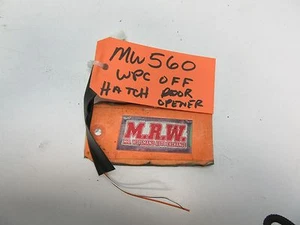 MW560
WPC OFF
HATCH DOOR
OPENER
M.R.W.